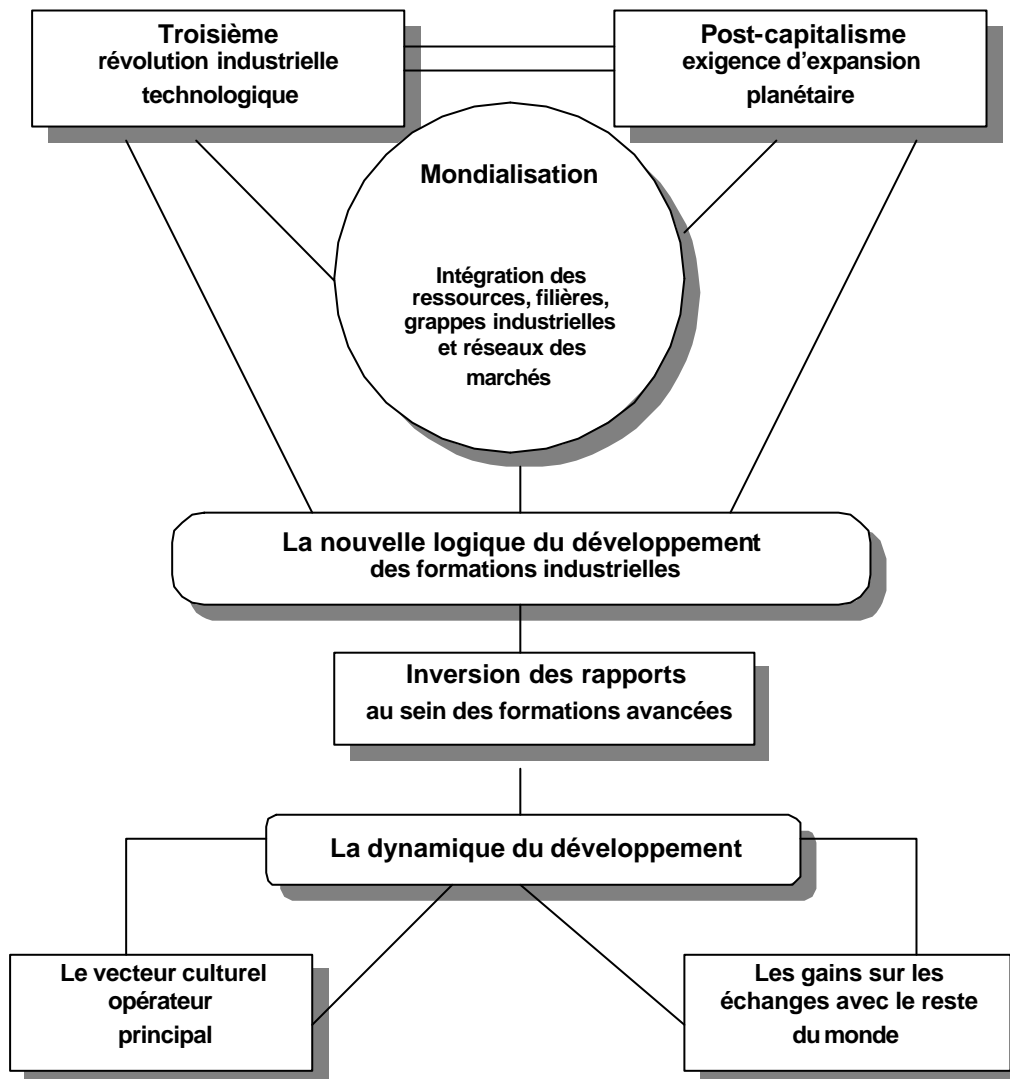 Troisième
révolution industrielle
technologique
Post-capitalisme
exigence d'expansion
planétaire
Mondialisation
Intégration des
ressources, filières,
grappes industrielles
et réseaux des
marchés
La nouvelle logique du développement
des formations industrielles
Inversion des rapports
au sein des formations avancées
La dynamique du développement
Le vecteur culturel
opérateur
principal
Les gains sur les
échanges avec le reste
du monde